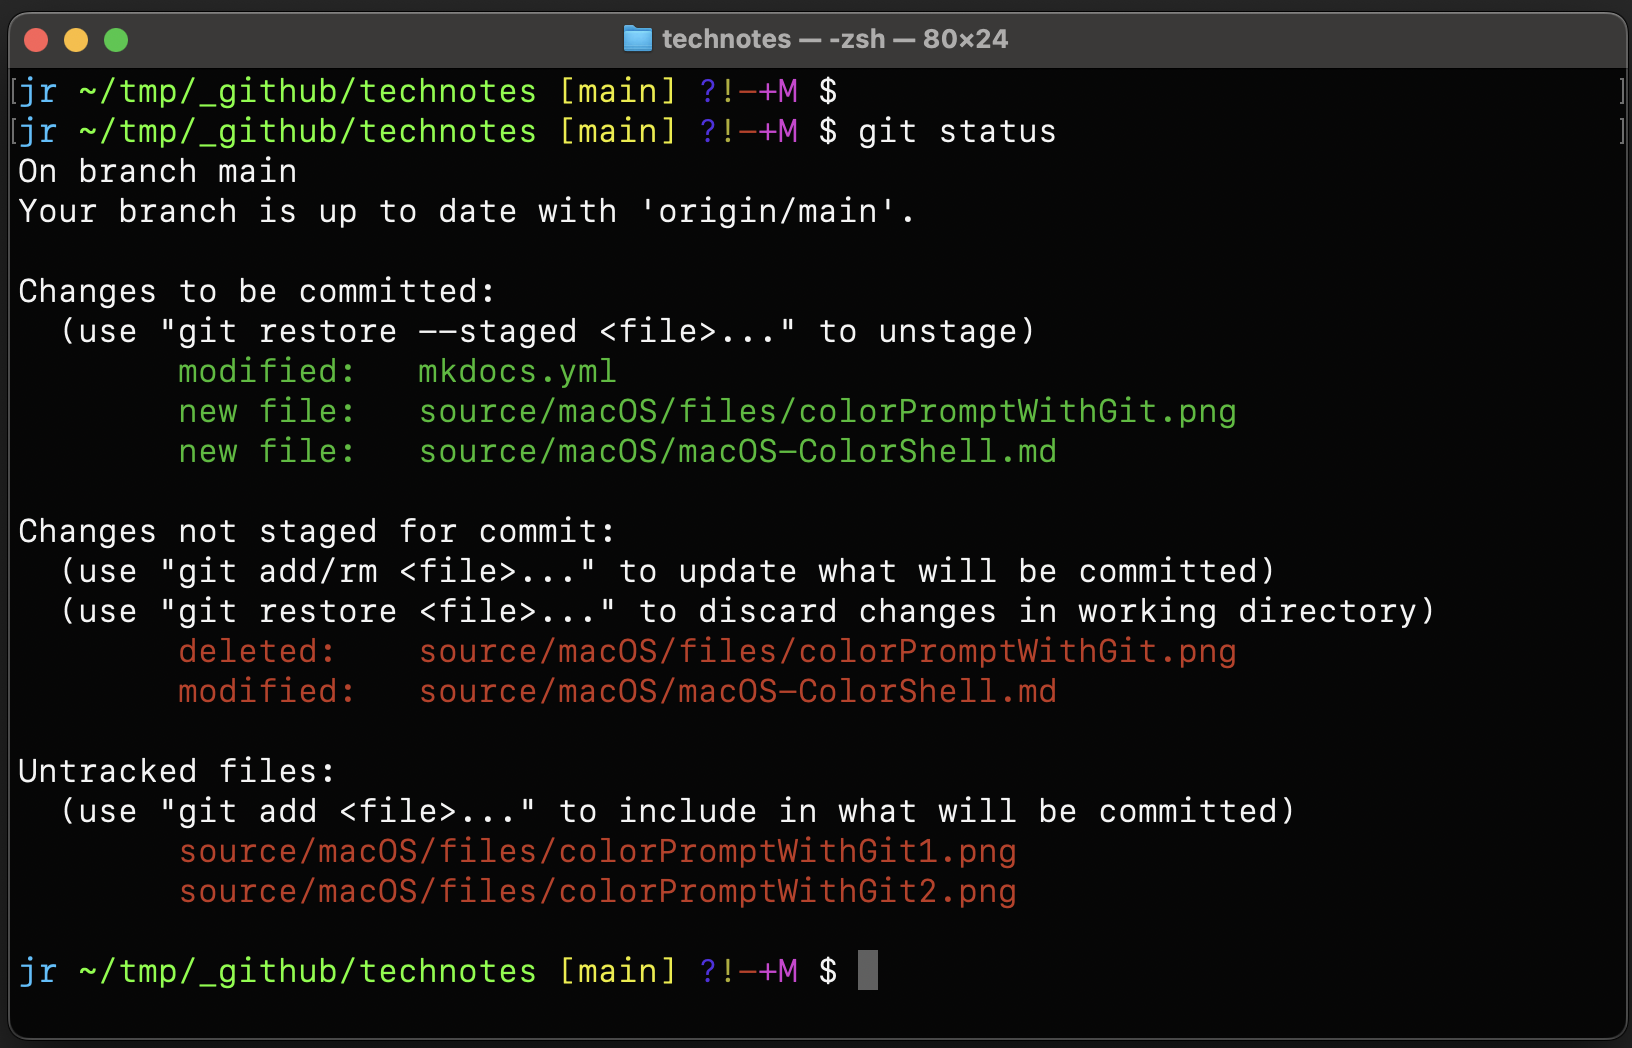 technotes — -zsh — 80×24
[jr ~/tmp/_github/technotes [main] ?!-+M $ ]
[jr ~/tmp/_github/technotes [main] ?!-+M $ git status ]
On branch main
Your branch is up to date with 'origin/main'.
Changes to be committed:
  (use "git restore --staged <file>..." to unstage)
        modified:   mkdocs.yml
        new file:   source/macOS/files/colorPromptWithGit.png
        new file:   source/macOS/macOS-ColorShell.md
Changes not staged for commit:
  (use "git add/rm <file>..." to update what will be committed)
  (use "git restore <file>..." to discard changes in working directory)
        deleted:    source/macOS/files/colorPromptWithGit.png
        modified:   source/macOS/macOS-ColorShell.md
Untracked files:
  (use "git add <file>..." to include in what will be committed)
        source/macOS/files/colorPromptWithGit1.png
        source/macOS/files/colorPromptWithGit2.png
jr ~/tmp/_github/technotes [main] ?!-+M $